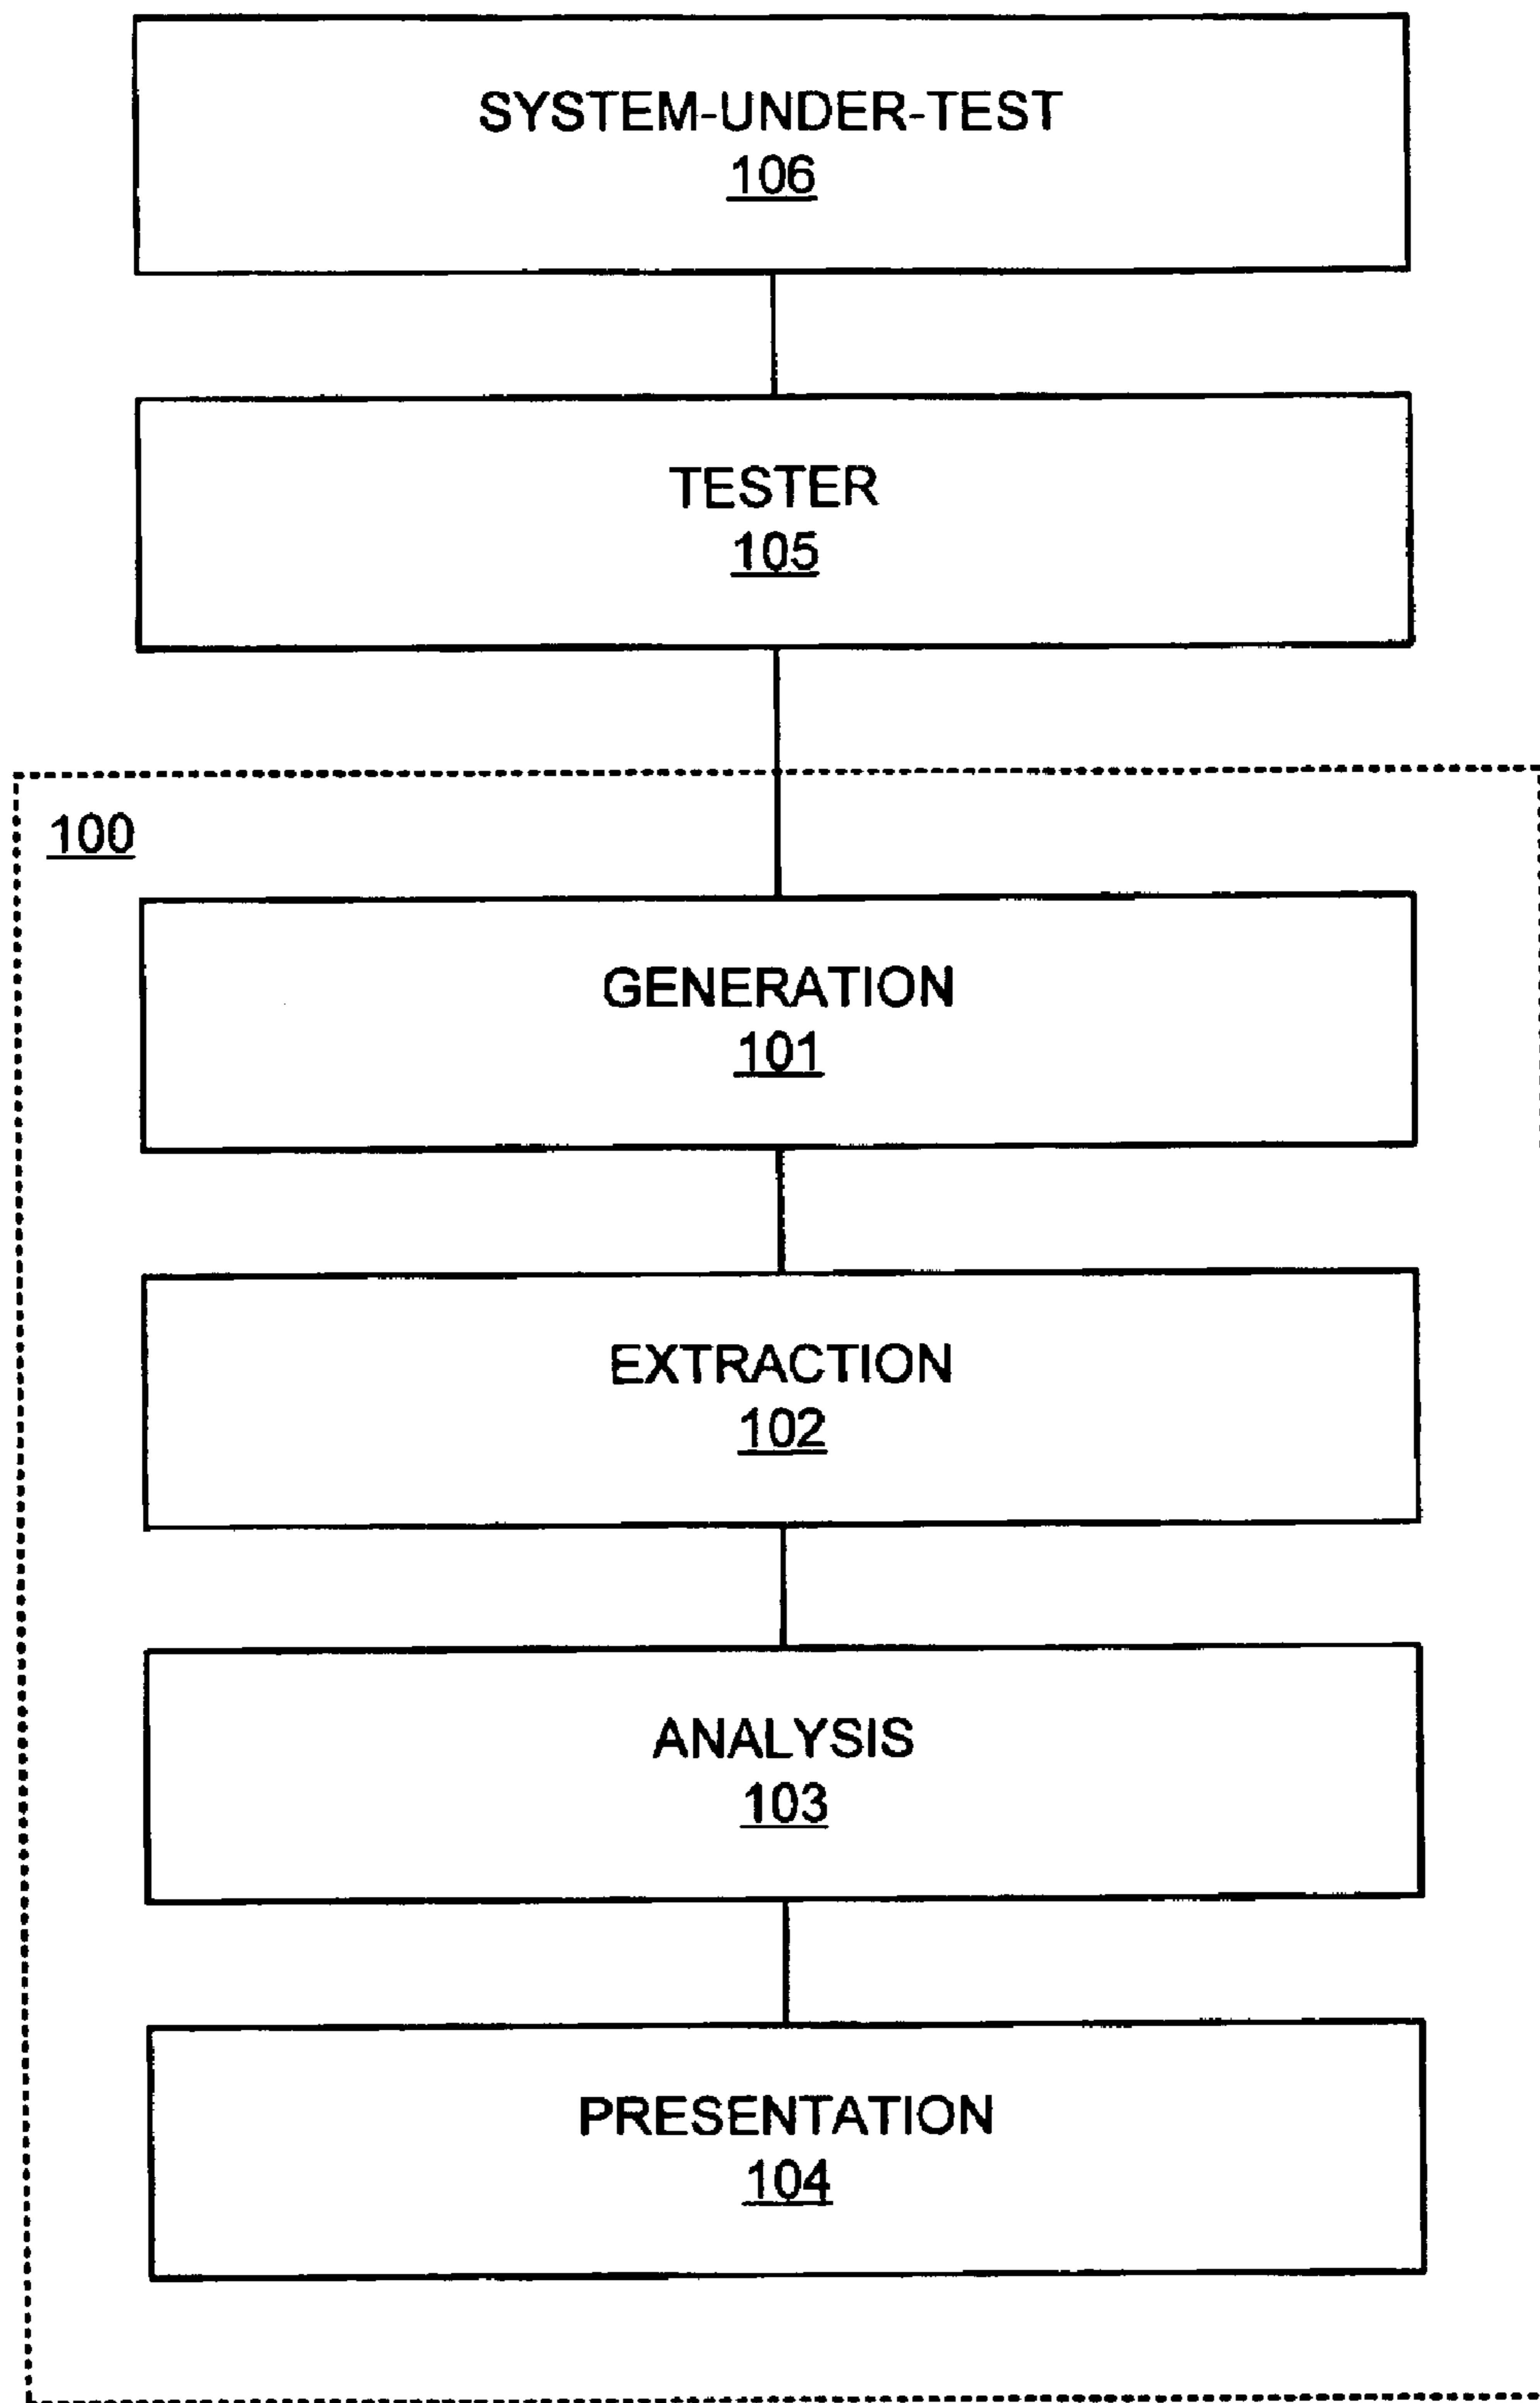 SYSTEM-UNDER-TEST
106
TESTER
105
100
GENERATION
101
EXTRACTION
102
ANALYSIS
103
PRESENTATION
104